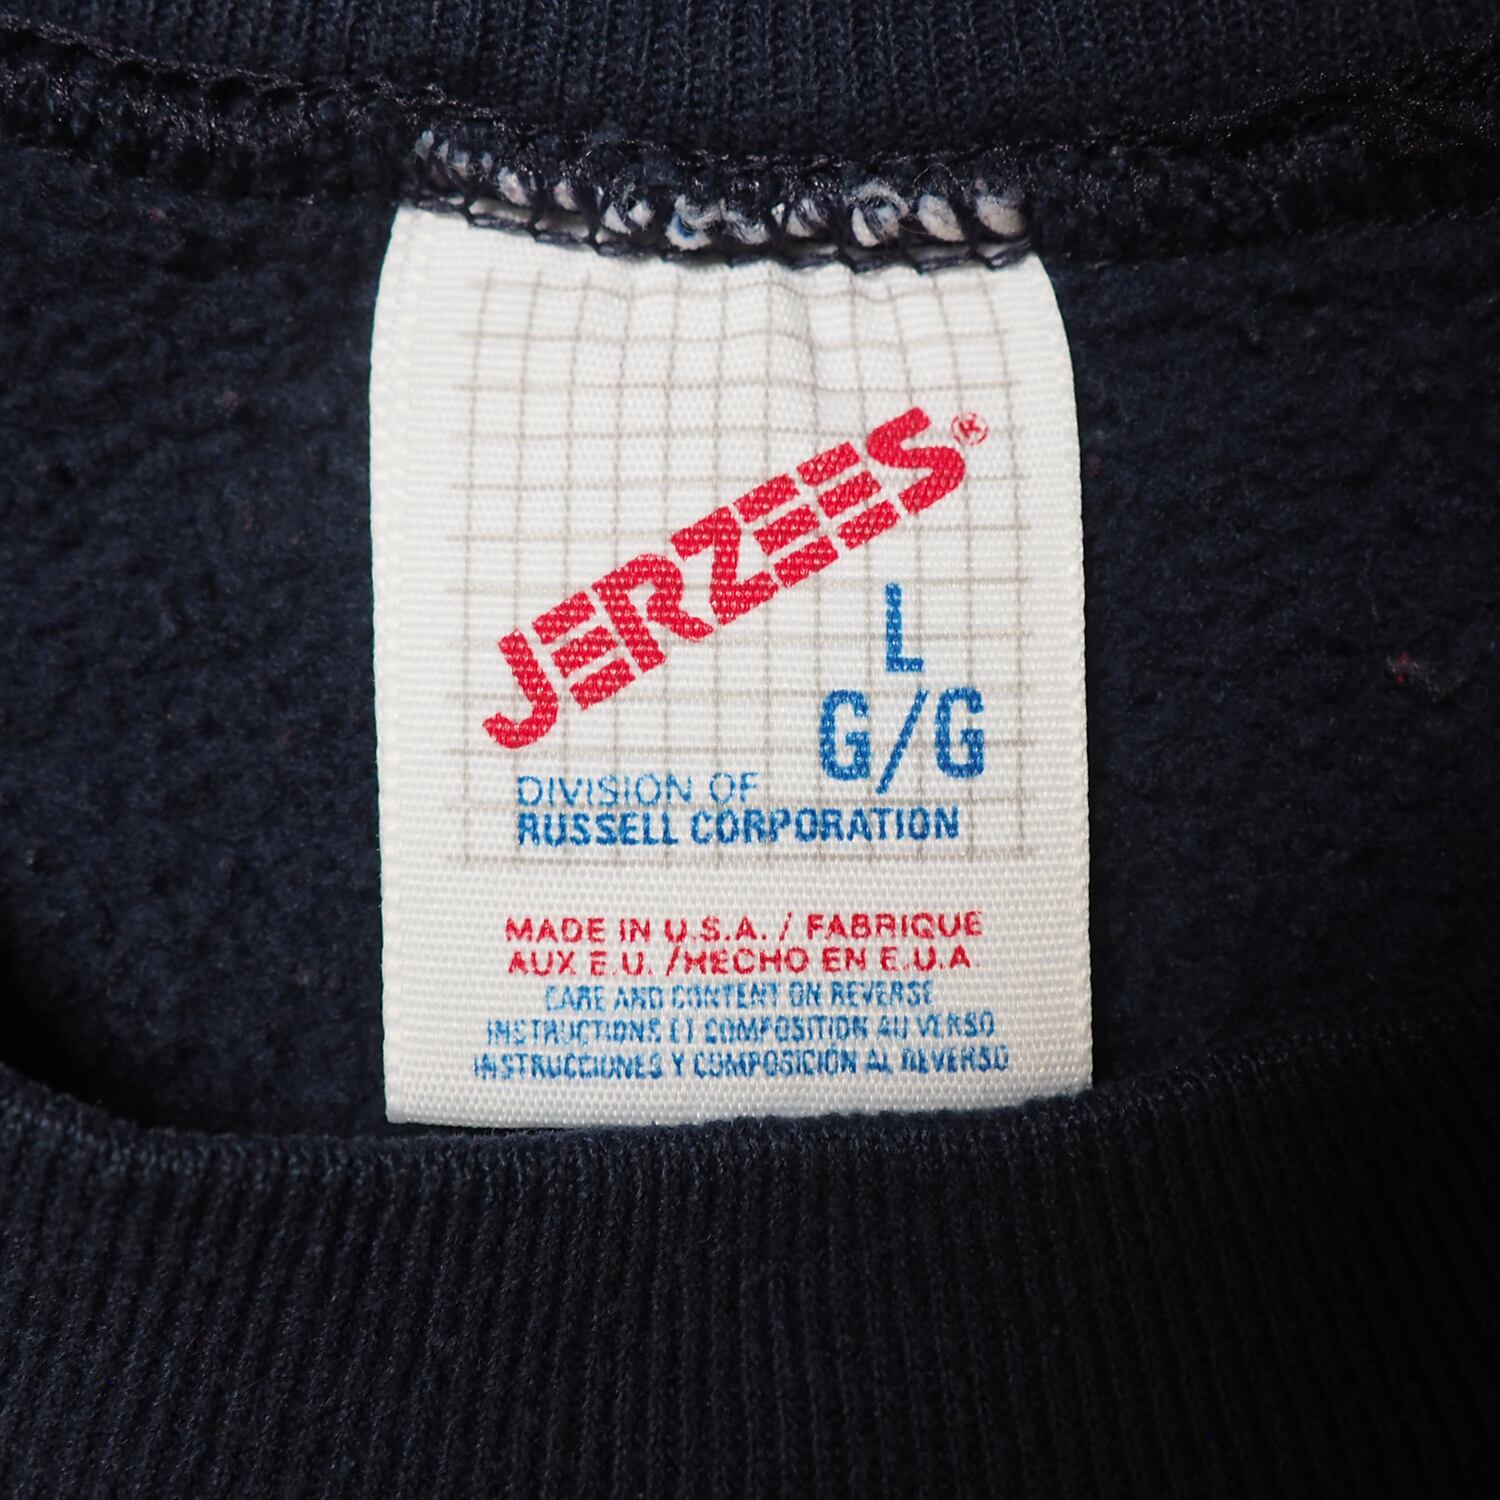 JERZEES®
L
G/G
DIVISION OF
RUSSELL CORPORATION
MADE IN U.S.A. / FABRIQUE
AUX E.U. /HECHO EN E.U.A
CARE AND CONTENT ON REVERSE
INSTRUCTIONS ET COMPOSITION AU VERSO
INSTRUCCIONES Y COMPOSICION AL REVERSO